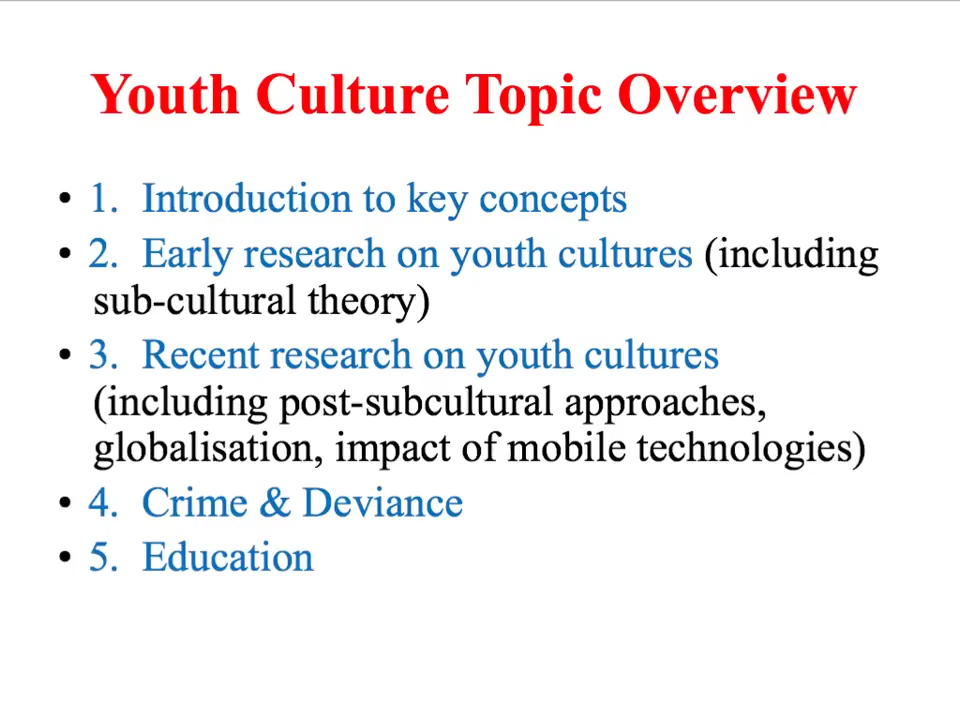 Youth Culture Topic Overview
• 1. Introduction to key concepts
• 2. Early research on youth cultures (including
sub-cultural theory)
• 3. Recent research on youth cultures
(including post-subcultural approaches,
globalisation, impact of mobile technologies)
• 4. Crime & Deviance
• 5. Education